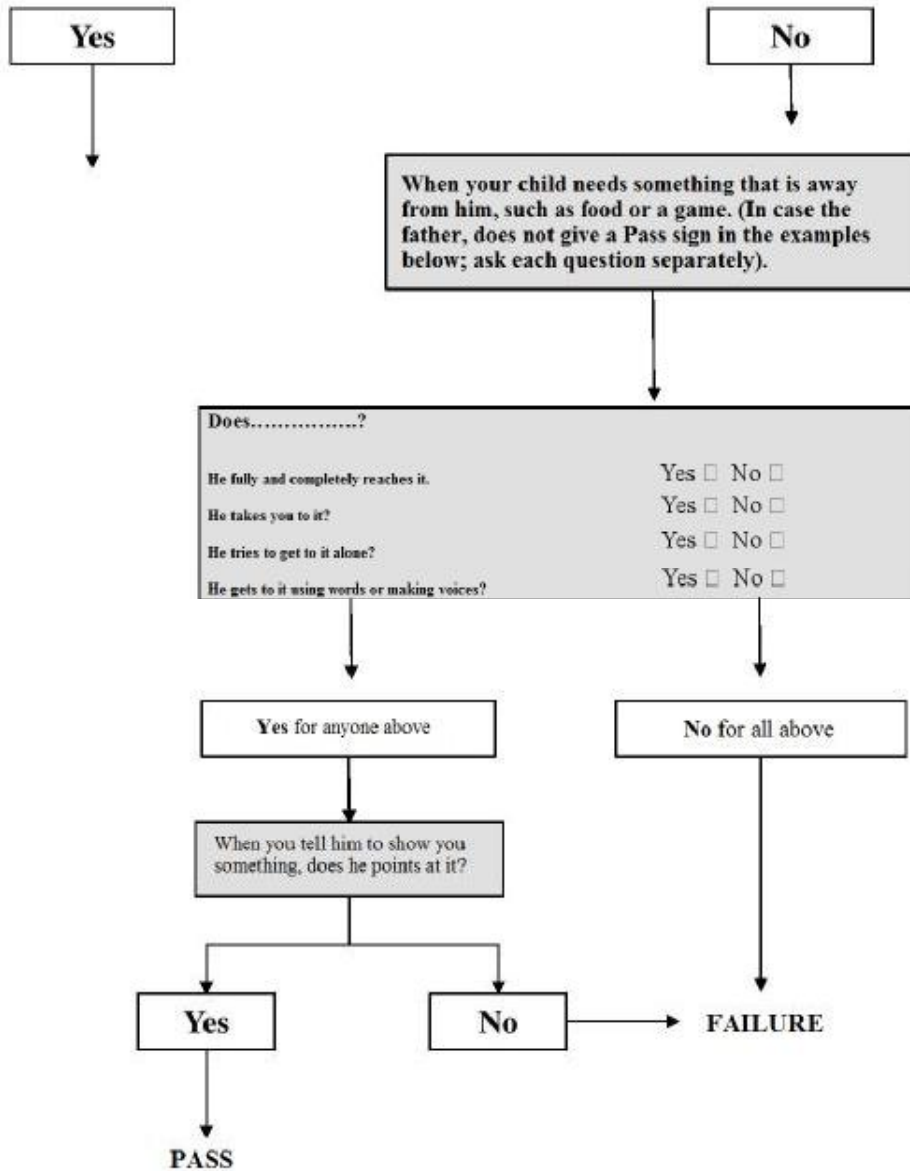 Yes
No
When your child needs something that is away
from him, such as food or a game. (In case the
father, does not give a Pass sign in the examples
below; ask each question separately).
Does................?
He fully and completely reaches it.
Yes □ No □
He takes you to it?
Yes □ No □
He tries to get to it alone?
Yes □ No □
He gets to it using words or making voices?
Yes □ No □
Yes for anyone above
No for all above
When you tell him to show you
something, does he points at it?
Yes
No
FAILURE
PASS